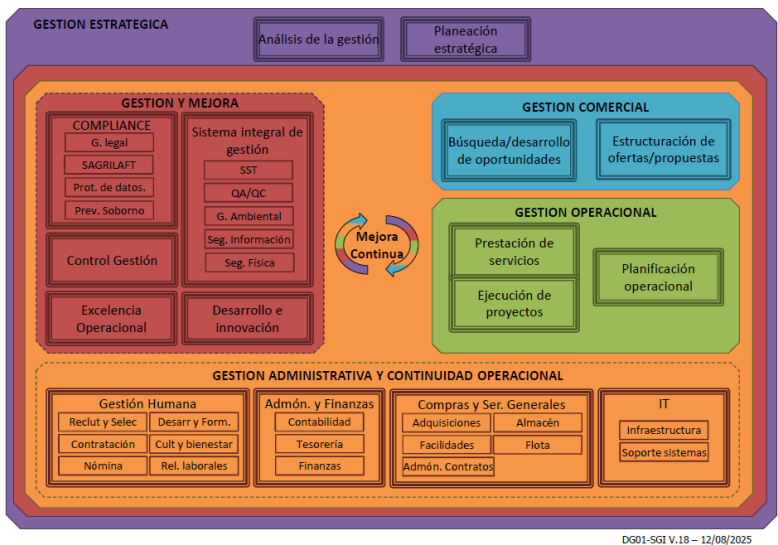 GESTION ESTRATEGICA
Análisis de la gestión
Planeación
estratégica
GESTION Y MEJORA
COMPLIANCE
G. legal
SAGRILAFT
Prot. de datos.
Prev. Soborno
Sistema integral de
gestión
SST
QA/QC
G. Ambiental
Seg. Información
Seg. Física
Control Gestión
Excelencia
Operacional
Desarrollo e
innovación
Mejora
Continua
GESTION COMERCIAL
Búsqueda/desarrollo
de oportunidades
Estructuración de
ofertas/propuestas
GESTION OPERACIONAL
Prestación de
servicios
Ejecución de
proyectos
Planificación
operacional
GESTION ADMINISTRATIVA Y CONTINUIDAD OPERACIONAL
Gestión Humana
Reclut y Selec
Desarr y Form.
Contratación
Cult y bienestar
Nómina
Rel. laborales
Admón. y Finanzas
Contabilidad
Tesorería
Finanzas
Compras y Ser. Generales
Adquisiciones
Almacén
Facilidades
Flota
Admón. Contratos
IT
Infraestructura
Soporte sistemas
DG01-SGI V.18 – 12/08/2025